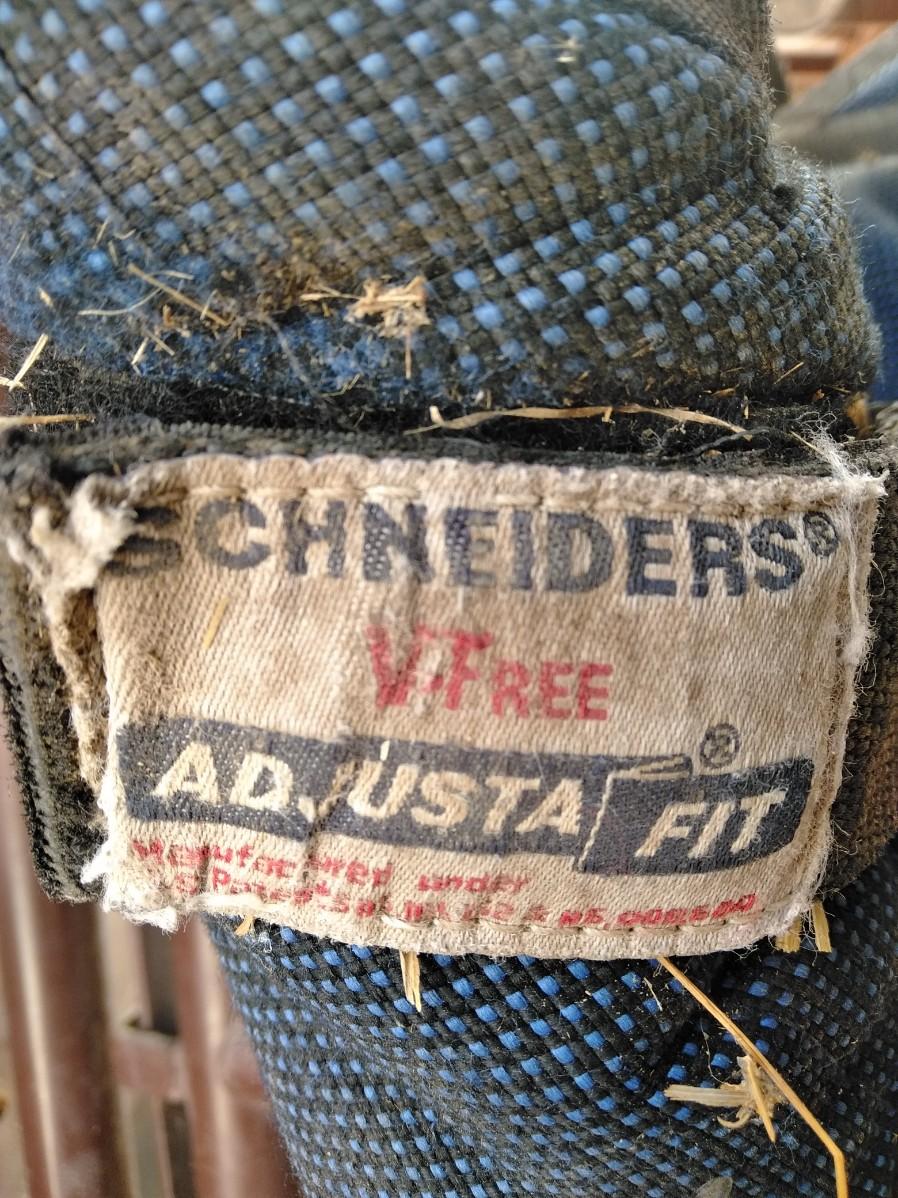 SCHNEIDERS®
V-FREE
ADJUSTA FIT®
Manufactured under